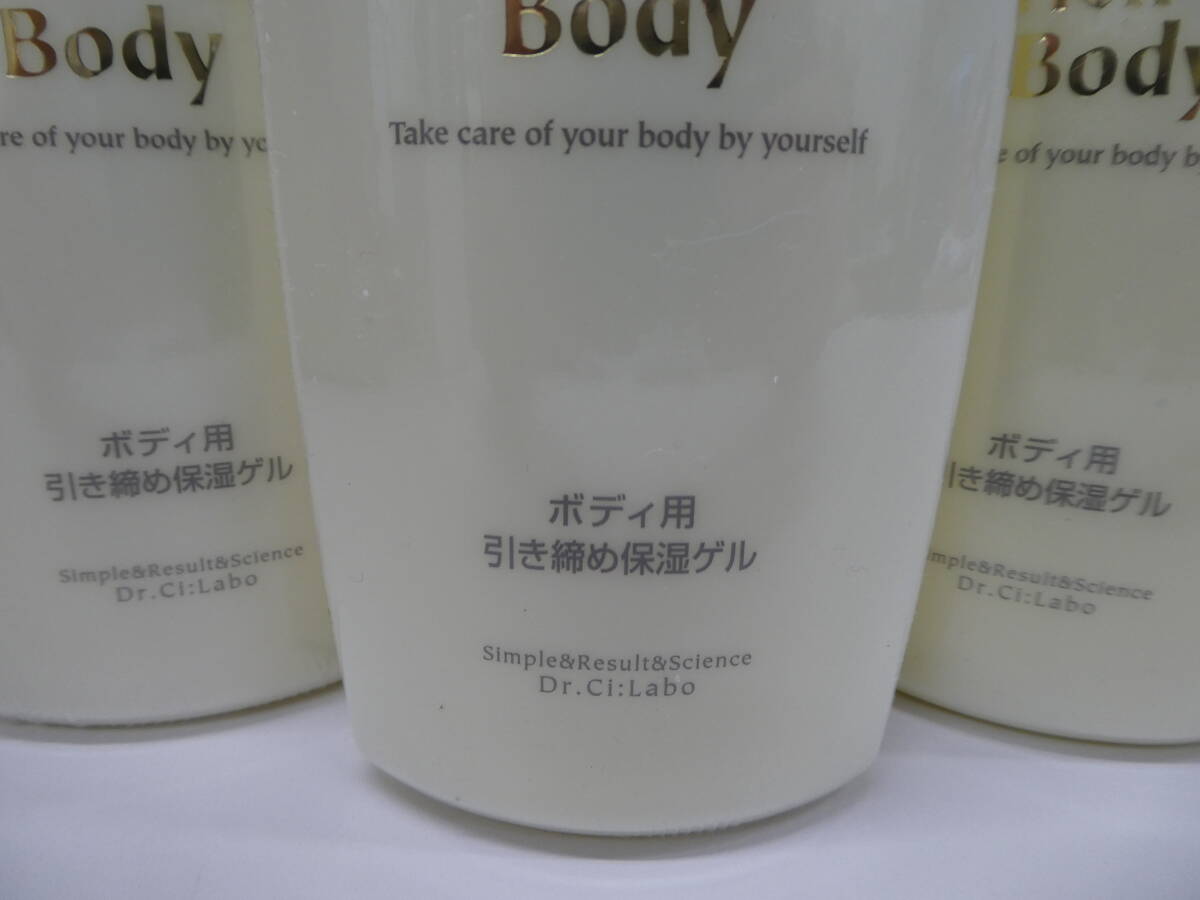 Body
re of your body by yo
ボディ用
引き締め保湿ゲル
Simple&Result&Science
Dr.Ci:Labo
Body
Take care of your body by yourself
ボディ用
引き締め保湿ゲル
Simple&Result&Science
Dr.Ci:Labo
Body
e of your body b
ボディ用
引き締め保湿ゲル
imple&Result&Science
Dr.Ci:Labo